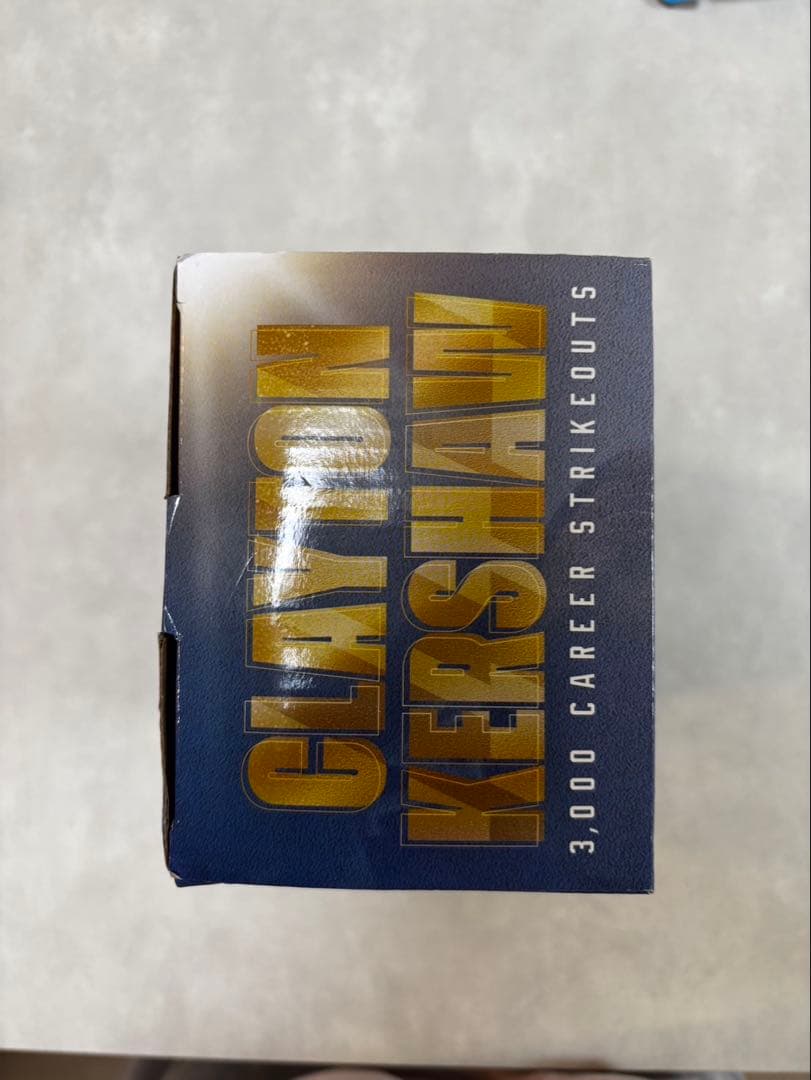 CLAYTON
KERSHAW
3,000 CAREER STRIKEOUTS